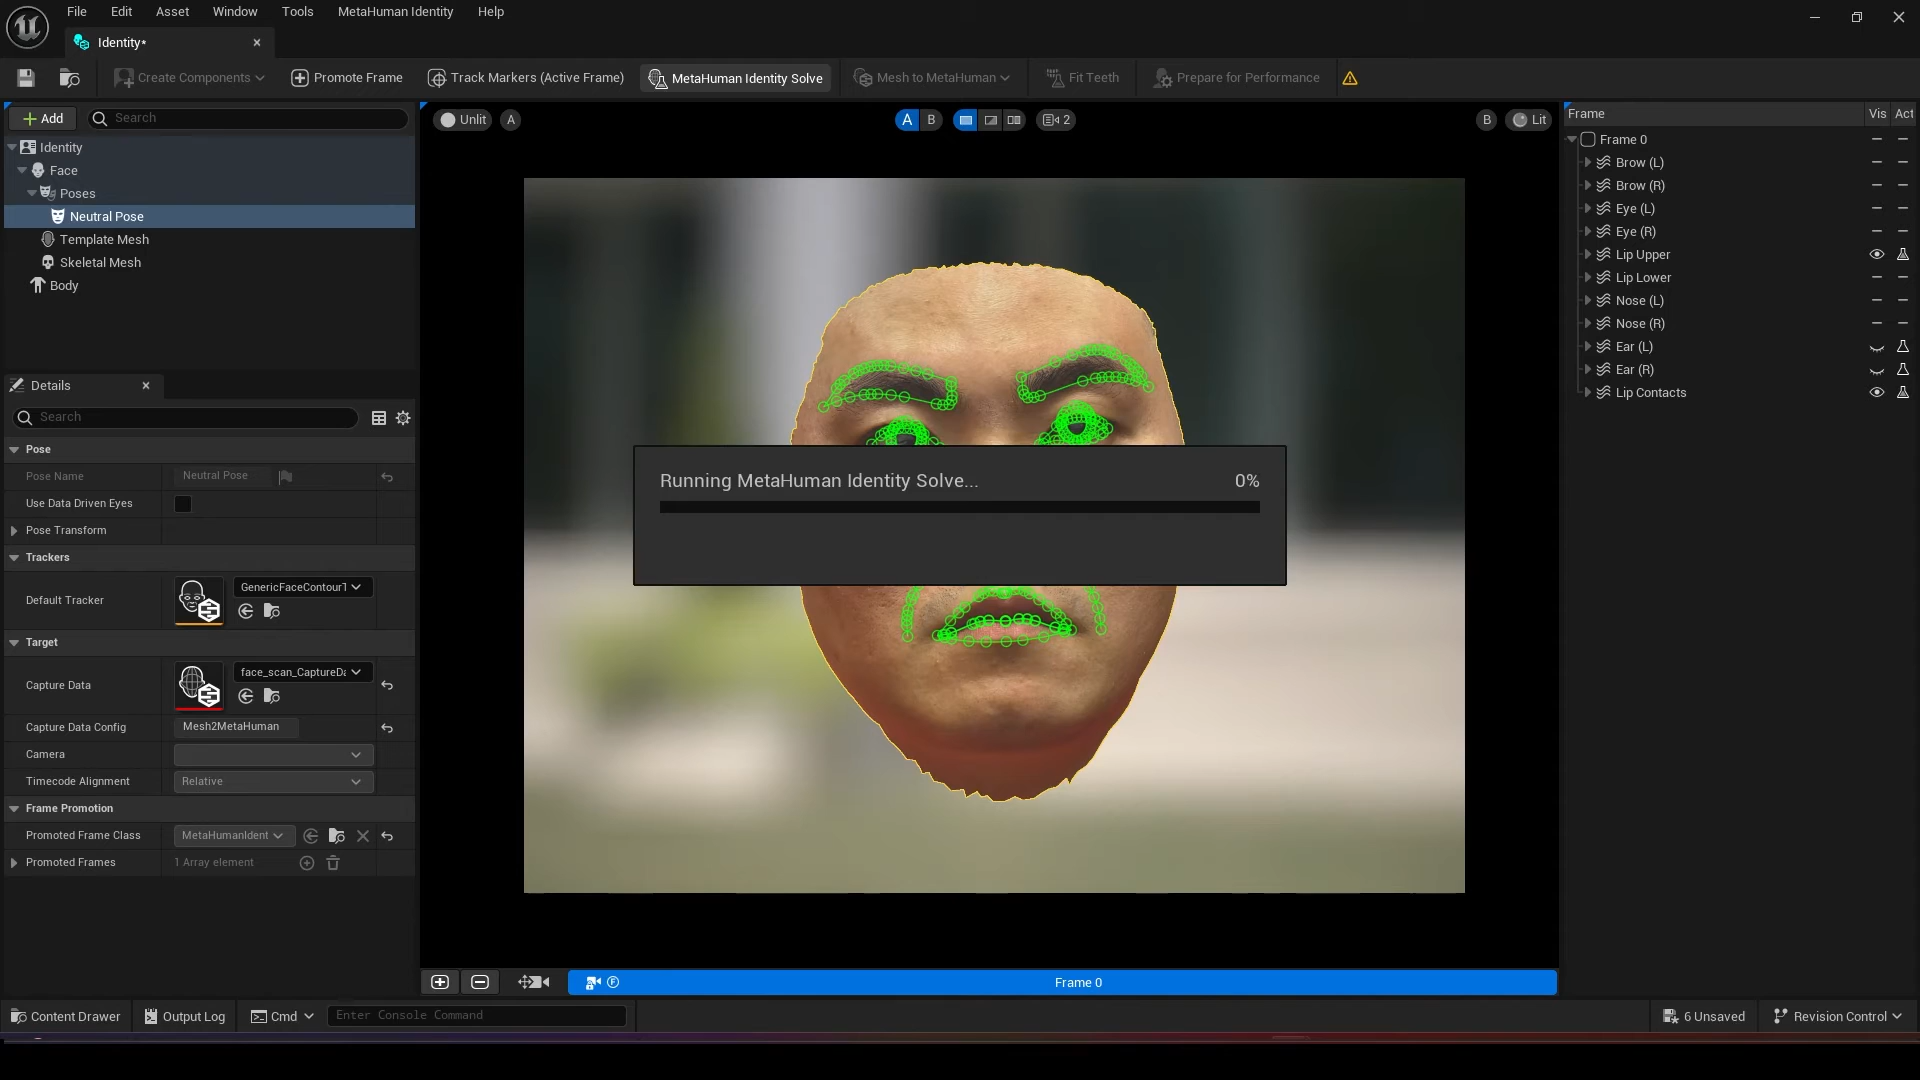 File Edit Asset Window Tools MetaHuman Identity Help
Identity*
Create Components Promote Frame Track Markers (Active Frame) MetaHuman Identity Solve Mesh to MetaHuman Fit Teeth Prepare for Performance
Add Search
Identity
Face
Poses
Neutral Pose
Template Mesh
Skeletal Mesh
Body
Details
Search
Pose
Pose Name Neutral Pose
Use Data Driven Eyes
Pose Transform
Trackers
Default Tracker GenericFaceContourT
Target
Capture Data face_scan_CaptureDa
Capture Data Config Mesh2MetaHuman
Camera
Timecode Alignment Relative
Frame Promotion
Promoted Frame Class MetaHumanIdent
Promoted Frames 1 Array element
Unlit A A B 2 B Lit
Running MetaHuman Identity Solve... 0%
Frame 0
Frame Vis Act
Frame 0
Brow (L)
Brow (R)
Eye (L)
Eye (R)
Lip Upper
Lip Lower
Nose (L)
Nose (R)
Ear (L)
Ear (R)
Lip Contacts
Content Drawer Output Log Cmd Enter Console Command 6 Unsaved Revision Control